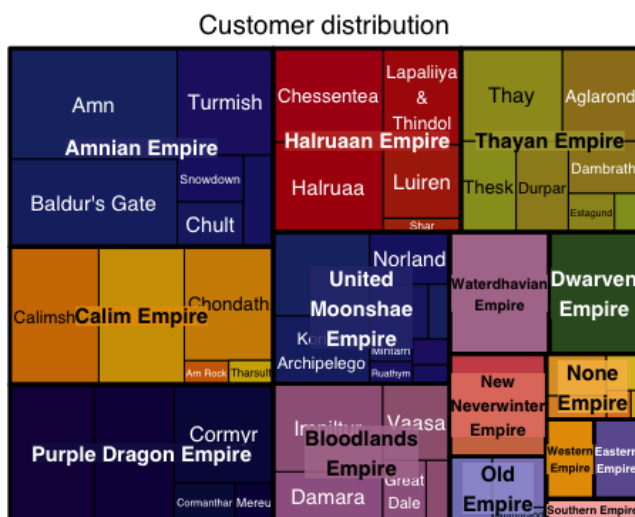 Customer distribution
Amn
Turmish
Amnian Empire
Snowdown
Baldur's Gate
Chult
Chessentea
Lapaliiya
&
Thindol
Halruaan Empire
Halruaa
Luiren
Shar
Thay
Aglarond
Thayan Empire
Dambrath
Thesk
Durpar
Estagund
Calimsh
Calim Empire
Chondath
Am Rock
Tharsult
Norland
United
Moonshae
Empire
Archipelego
Mintarn
Ruathym
Waterdhavian
Empire
Dwarven
Empire
New
Neverwinter
Empire
None
Empire
Purple Dragon Empire
Cormyr
Cormanthar
Mereu
Impiltur
Vaasa
Bloodlands
Empire
Damara
Great
Dale
Old
Empire
Western
Empire
Eastern
Empire
Southern Empire